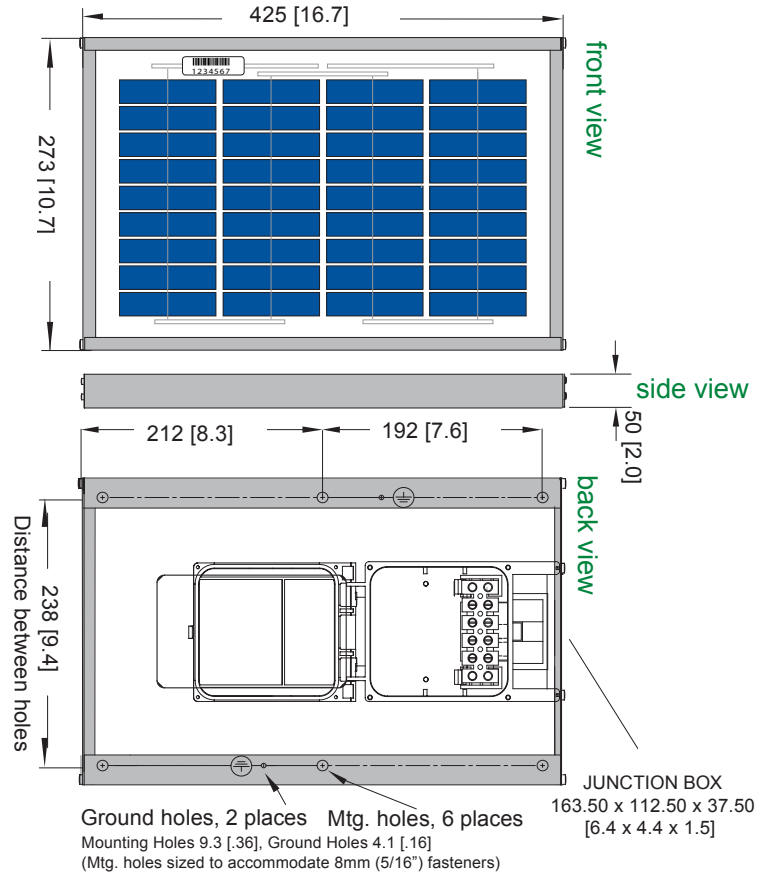 425 [16.7]
1234567
front view
273 [10.7]
side view
50 [2.0]
212 [8.3]
192 [7.6]
back view
Distance between holes
238 [9.4]
JUNCTION BOX
163.50 x 112.50 x 37.50
[6.4 x 4.4 x 1.5]
Ground holes, 2 places Mtg. holes, 6 places
Mounting Holes 9.3 [.36], Ground Holes 4.1 [.16]
(Mtg. holes sized to accommodate 8mm (5/16”) fasteners)